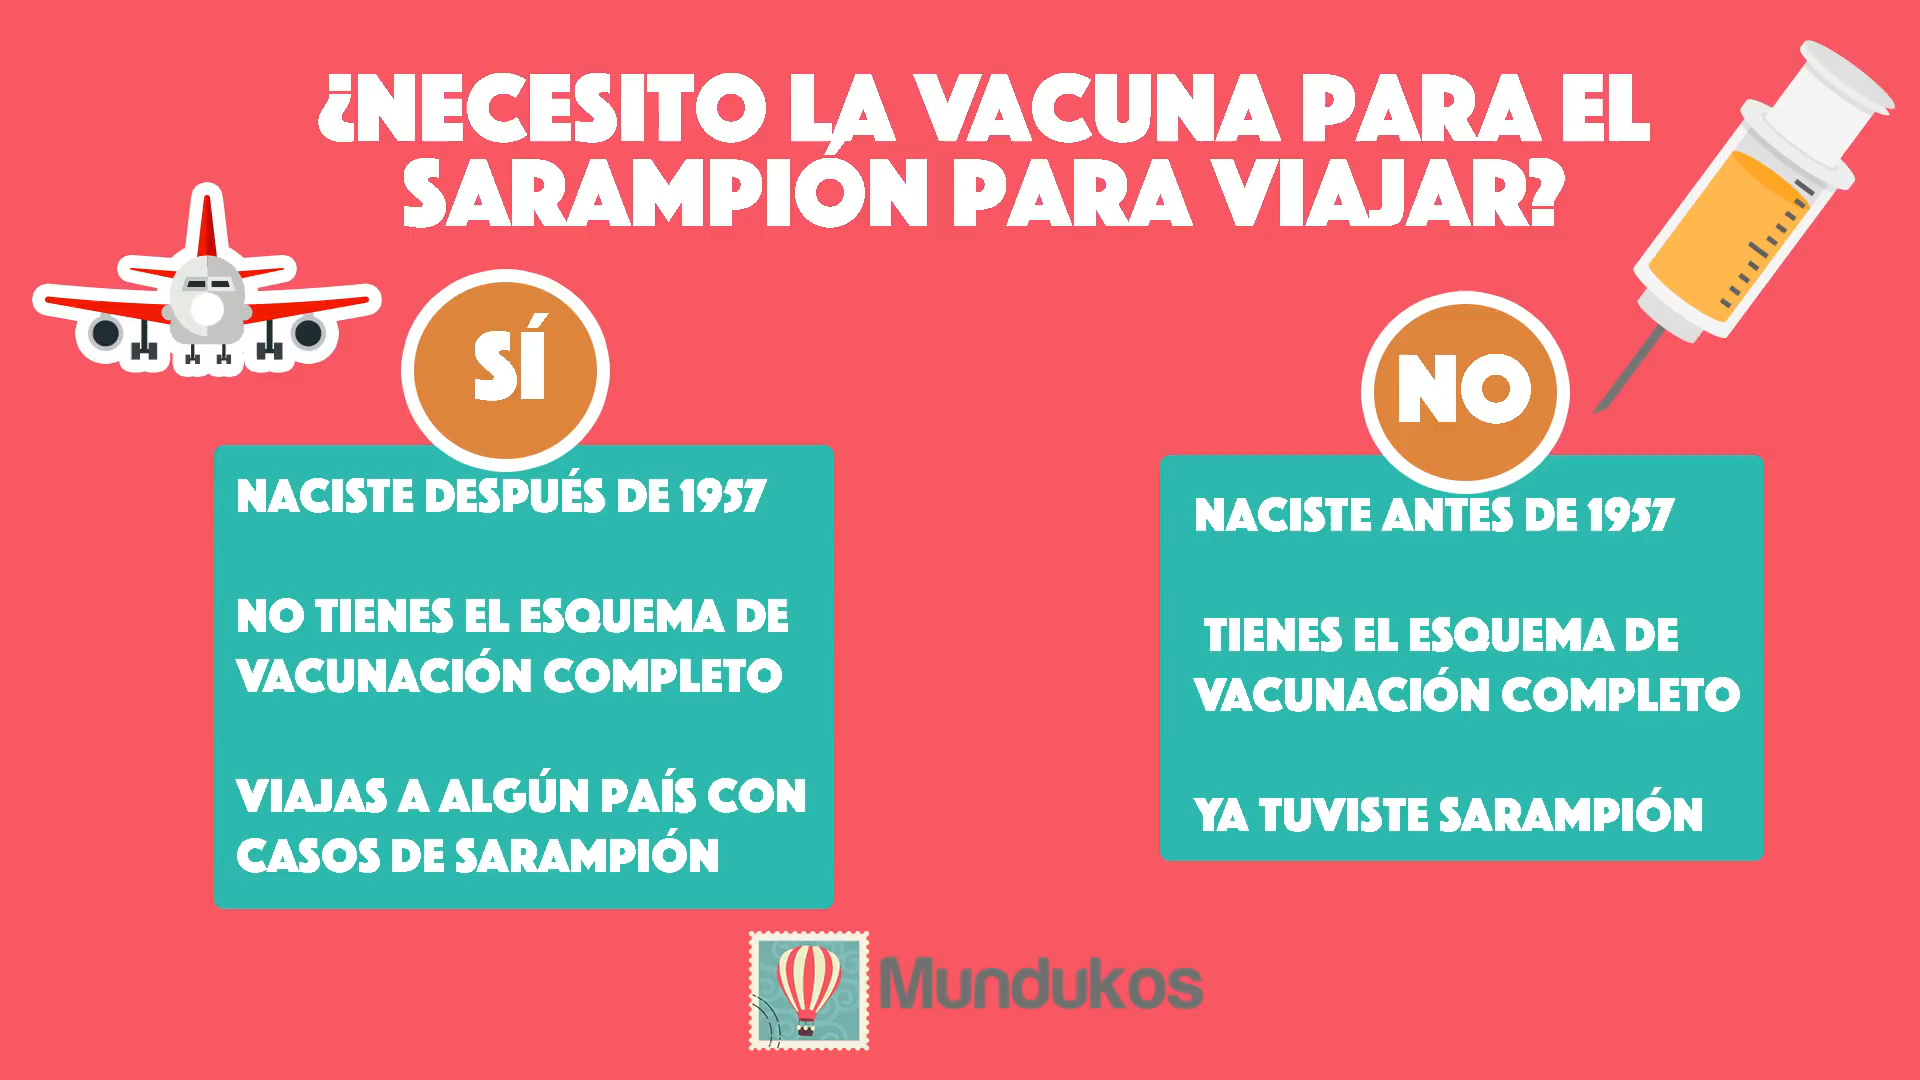 ¿NECESITO LA VACUNA PARA EL
SARAMPIÓN PARA VIAJAR?
SÍ
NACISTE DESPUÉS DE 1957
NO TIENES EL ESQUEMA DE
VACUNACIÓN COMPLETO
VIAJAS A ALGÚN PAÍS CON
CASOS DE SARAMPIÓN
NO
NACISTE ANTES DE 1957
TIENES EL ESQUEMA DE
VACUNACIÓN COMPLETO
YA TUVISTE SARAMPIÓN
Mundukos